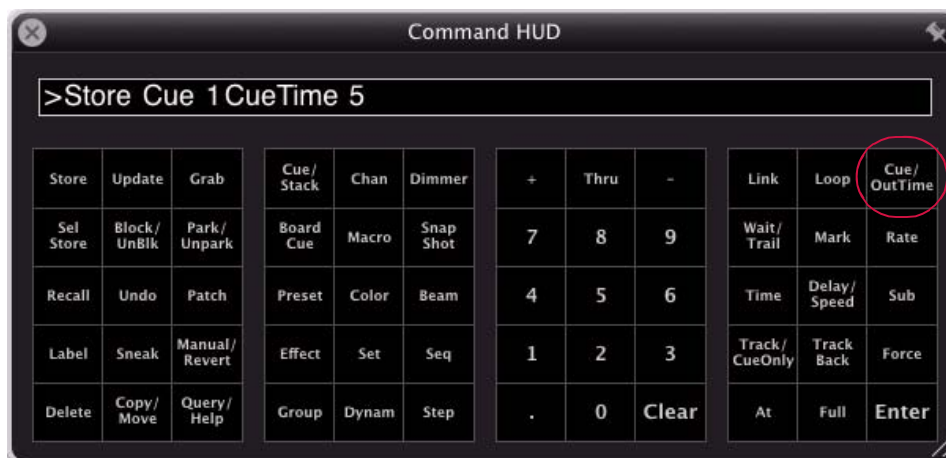 Command HUD
>Store Cue 1CueTime 5
Store Update Grab
Cue/
Stack
Chan Dimmer
+ Thru -
Link Loop
Cue/
OutTime
Sel
Store
Block/
UnBlk
Park/
Unpark
Board
Cue
Macro
Snap
Shot
7 8 9
Wait/
Trail
Mark Rate
Recall Undo Patch
Preset Color Beam
4 5 6
Time
Delay/
Speed
Sub
Label Sneak
Manual/
Revert
Effect Set Seq
1 2 3
Track/
CueOnly
Track
Back
Force
Delete
Copy/
Move
Query/
Help
Group Dynam Step
. 0 Clear
At Full Enter